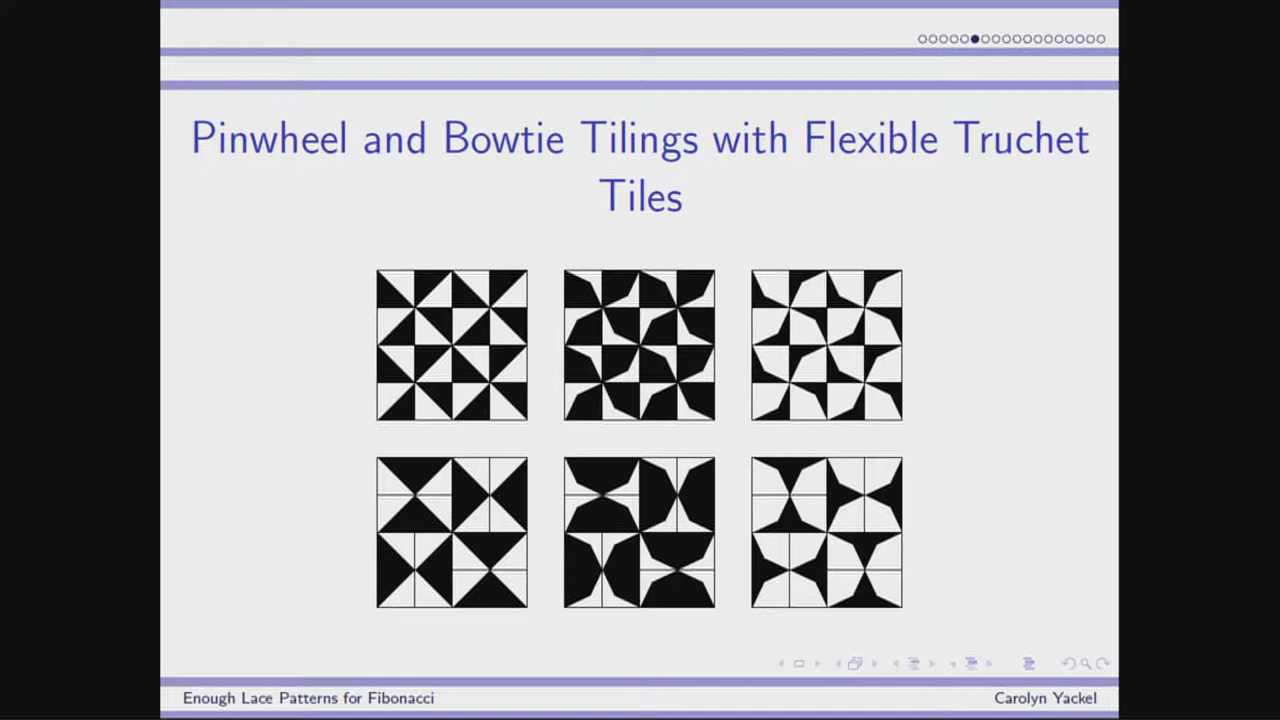 Pinwheel and Bowtie Tilings with Flexible Truchet
Tiles
Enough Lace Patterns for Fibonacci
Carolyn Yackel